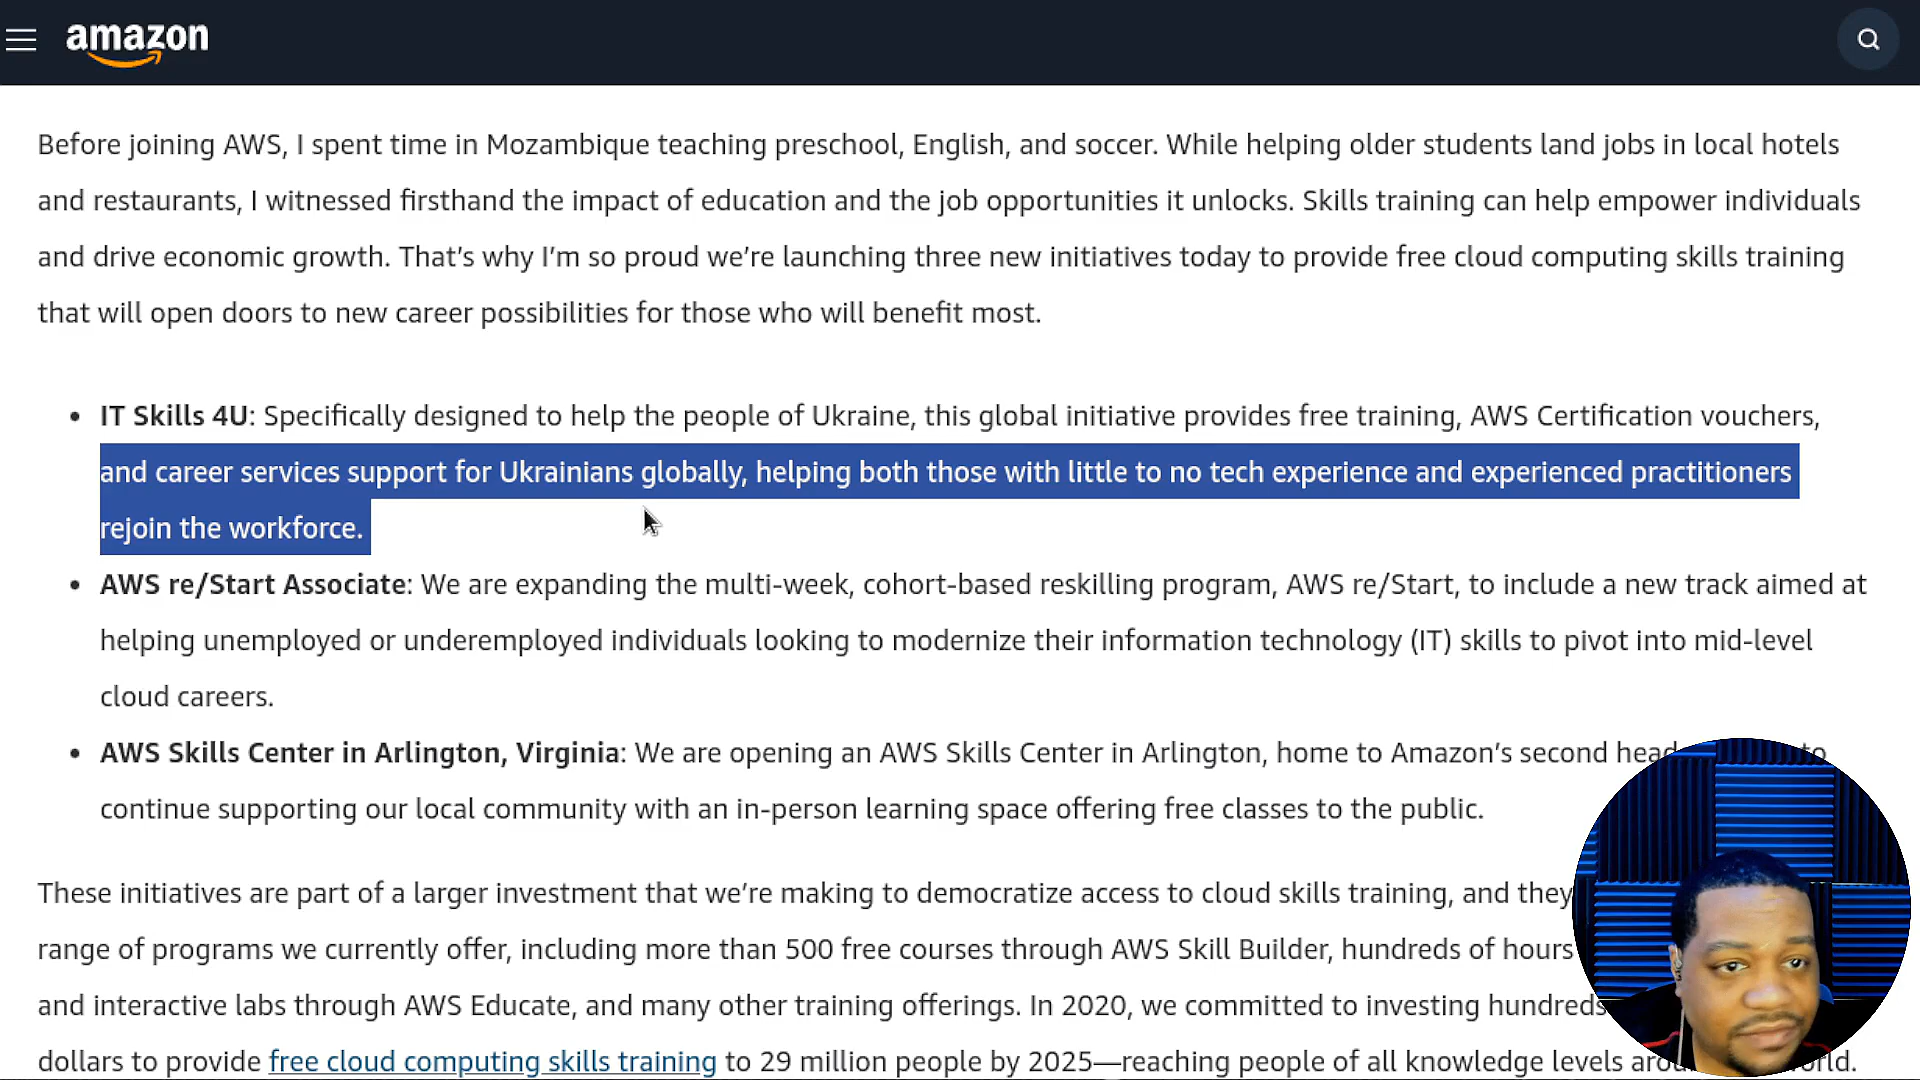 amazon
Before joining AWS, I spent time in Mozambique teaching preschool, English, and soccer. While helping older students land jobs in local hotels
and restaurants, I witnessed firsthand the impact of education and the job opportunities it unlocks. Skills training can help empower individuals
and drive economic growth. That’s why I’m so proud we’re launching three new initiatives today to provide free cloud computing skills training
that will open doors to new career possibilities for those who will benefit most.
• IT Skills 4U: Specifically designed to help the people of Ukraine, this global initiative provides free training, AWS Certification vouchers,
and career services support for Ukrainians globally, helping both those with little to no tech experience and experienced practitioners
rejoin the workforce.
• AWS re/Start Associate: We are expanding the multi-week, cohort-based reskilling program, AWS re/Start, to include a new track aimed at
helping unemployed or underemployed individuals looking to modernize their information technology (IT) skills to pivot into mid-level
cloud careers.
• AWS Skills Center in Arlington, Virginia: We are opening an AWS Skills Center in Arlington, home to Amazon’s second to
continue supporting our local community with an in-person learning space offering free classes to the public.
These initiatives are part of a larger investment that we’re making to democratize access to cloud skills training, and they
range of programs we currently offer, including more than 500 free courses through AWS Skill Builder, hundreds of hours
and interactive labs through AWS Educate, and many other training offerings. In 2020, we committed to investing hundreds
dollars to provide free cloud computing skills training to 29 million people by 2025—reaching people of all knowledge levels